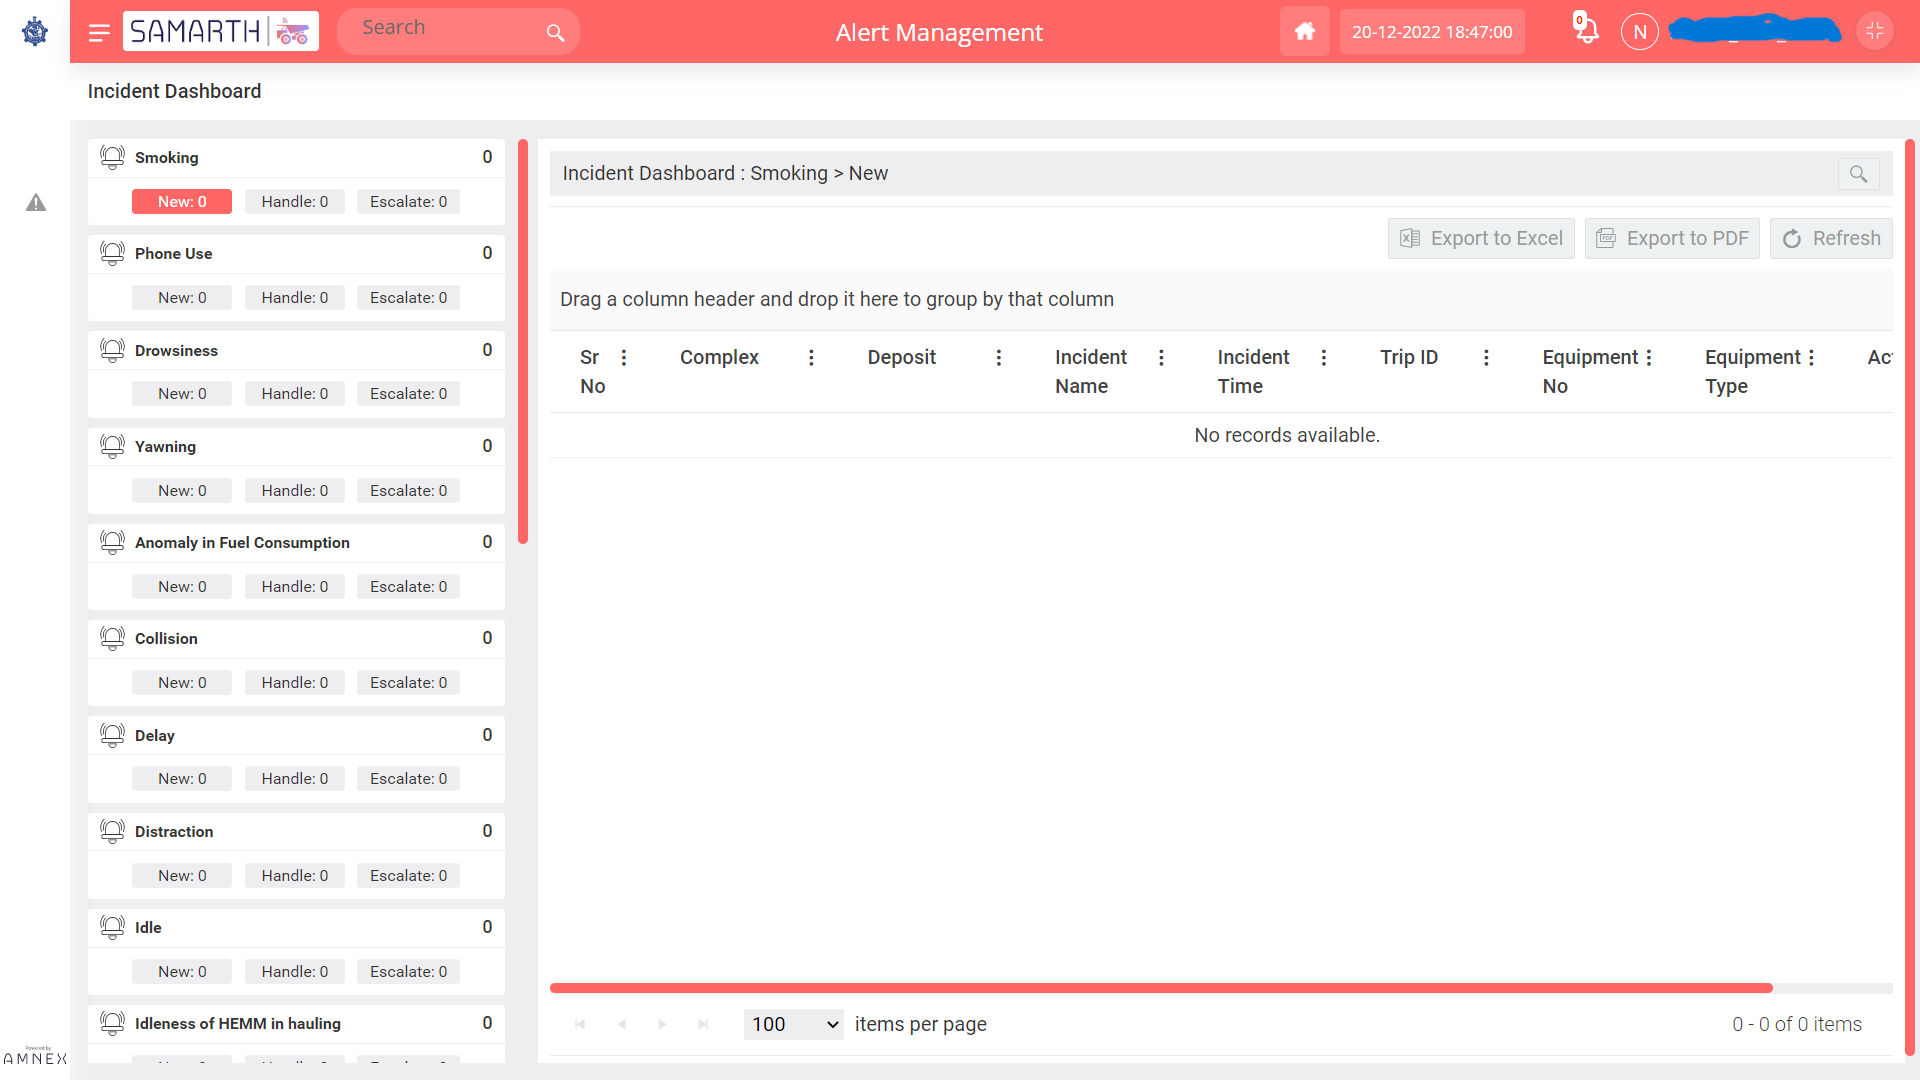 SAMARTH
Search
Alert Management
20-12-2022 18:47:00
0
N
Incident Dashboard
Smoking 0
New: 0 Handle: 0 Escalate: 0
Phone Use 0
New: 0 Handle: 0 Escalate: 0
Drowsiness 0
New: 0 Handle: 0 Escalate: 0
Yawning 0
New: 0 Handle: 0 Escalate: 0
Anomaly in Fuel Consumption 0
New: 0 Handle: 0 Escalate: 0
Collision 0
New: 0 Handle: 0 Escalate: 0
Delay 0
New: 0 Handle: 0 Escalate: 0
Distraction 0
New: 0 Handle: 0 Escalate: 0
Idle 0
New: 0 Handle: 0 Escalate: 0
Idleness of HEMM in hauling 0
Incident Dashboard : Smoking > New
Export to Excel Export to PDF Refresh
Drag a column header and drop it here to group by that column
Sr No Complex Deposit Incident Name Incident Time Trip ID Equipment No Equipment Type
No records available.
100 items per page 0 - 0 of 0 items
Powered by
AMNEX